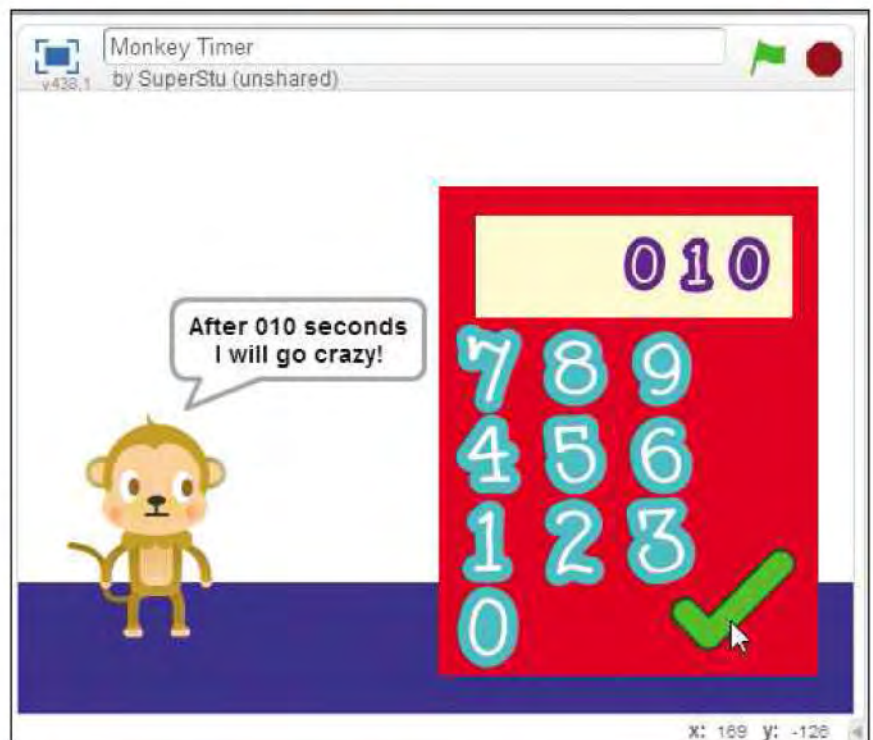 Monkey Timer
v438.1
by SuperStu (unshared)
010
After 010 seconds
I will go crazy!
7 8 9
4 5 6
1 2 3
0
x: 169 y: -126